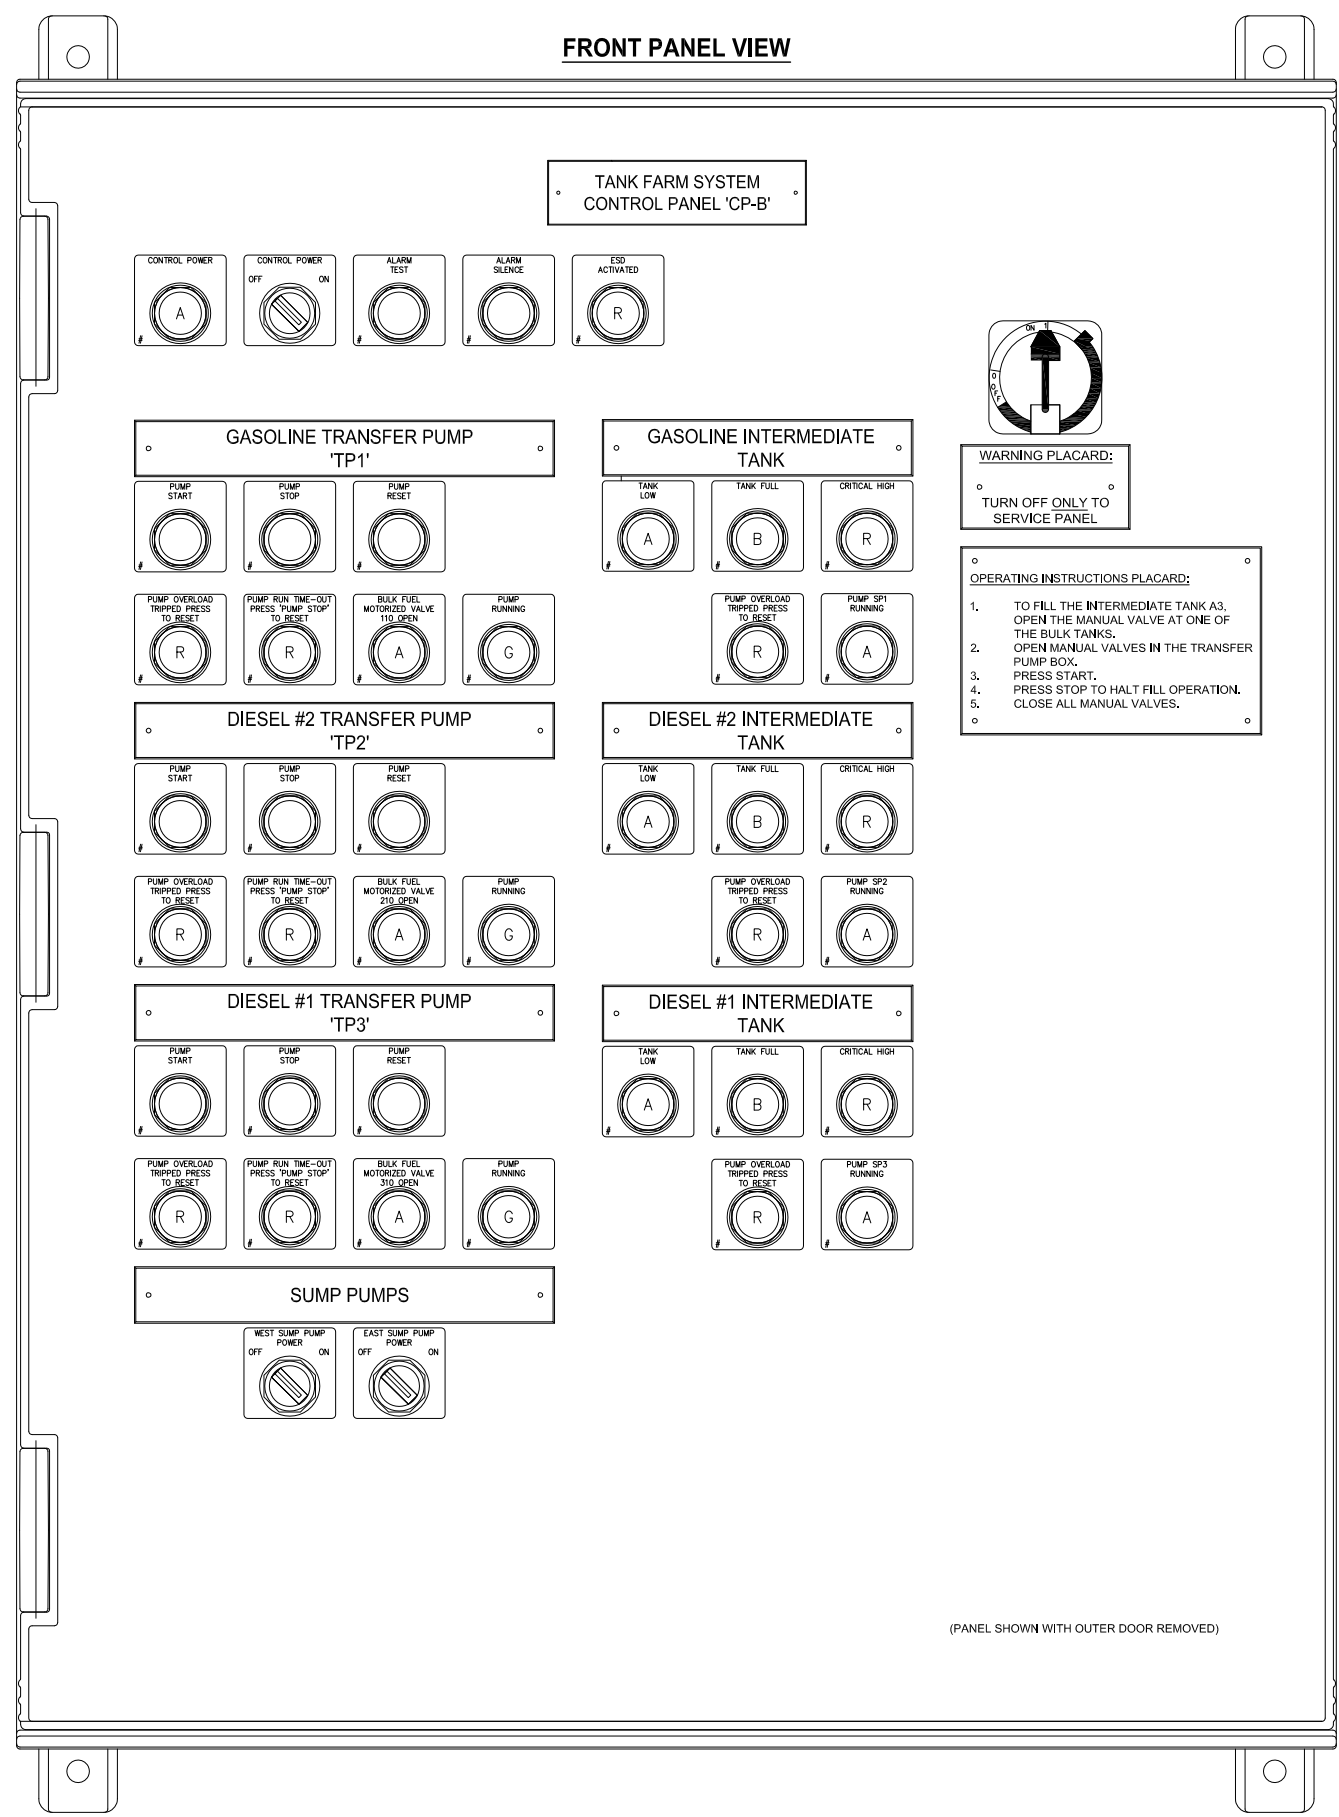 FRONT PANEL VIEW
TANK FARM SYSTEM
CONTROL PANEL 'CP-B'
CONTROL POWER
A
#
CONTROL POWER
OFF ON
ALARM
TEST
#
ALARM
SILENCE
#
ESD
ACTIVATED
R
#
ON 1
0
OFF
WARNING PLACARD:
TURN OFF ONLY TO
SERVICE PANEL
OPERATING INSTRUCTIONS PLACARD:
1. TO FILL THE INTERMEDIATE TANK A3,
OPEN THE MANUAL VALVE AT ONE OF
THE BULK TANKS.
2. OPEN MANUAL VALVES IN THE TRANSFER
PUMP BOX.
3. PRESS START.
4. PRESS STOP TO HALT FILL OPERATION.
5. CLOSE ALL MANUAL VALVES.
GASOLINE TRANSFER PUMP
'TP1'
PUMP
START
#
PUMP
STOP
#
PUMP
RESET
#
PUMP OVERLOAD
TRIPPED PRESS
TO RESET
R
#
PUMP RUN TIME-OUT
PRESS 'PUMP STOP'
TO RESET
R
#
BULK FUEL
MOTORIZED VALVE
110 OPEN
A
#
PUMP
RUNNING
G
#
GASOLINE INTERMEDIATE
TANK
TANK
LOW
A
#
TANK FULL
B
#
CRITICAL HIGH
R
#
PUMP OVERLOAD
TRIPPED PRESS
TO RESET
R
#
PUMP SP1
RUNNING
A
#
DIESEL #2 TRANSFER PUMP
'TP2'
PUMP
START
#
PUMP
STOP
#
PUMP
RESET
#
PUMP OVERLOAD
TRIPPED PRESS
TO RESET
R
#
PUMP RUN TIME-OUT
PRESS 'PUMP STOP'
TO RESET
R
#
BULK FUEL
MOTORIZED VALVE
210 OPEN
A
#
PUMP
RUNNING
G
#
DIESEL #2 INTERMEDIATE
TANK
TANK
LOW
A
#
TANK FULL
B
#
CRITICAL HIGH
R
#
PUMP OVERLOAD
TRIPPED PRESS
TO RESET
R
#
PUMP SP2
RUNNING
A
#
DIESEL #1 TRANSFER PUMP
'TP3'
PUMP
START
#
PUMP
STOP
#
PUMP
RESET
#
PUMP OVERLOAD
TRIPPED PRESS
TO RESET
R
#
PUMP RUN TIME-OUT
PRESS 'PUMP STOP'
TO RESET
R
#
BULK FUEL
MOTORIZED VALVE
310 OPEN
A
#
PUMP
RUNNING
G
#
DIESEL #1 INTERMEDIATE
TANK
TANK
LOW
A
#
TANK FULL
B
#
CRITICAL HIGH
R
#
PUMP OVERLOAD
TRIPPED PRESS
TO RESET
R
#
PUMP SP3
RUNNING
A
#
SUMP PUMPS
WEST SUMP PUMP
POWER
OFF ON
EAST SUMP PUMP
POWER
OFF ON
(PANEL SHOWN WITH OUTER DOOR REMOVED)